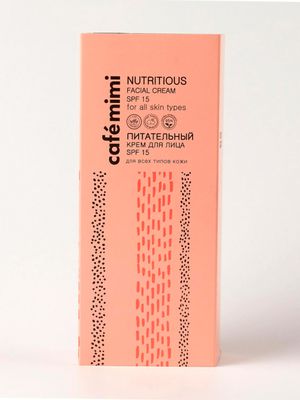 café mimi
NUTRITIOUS
FACIAL CREAM
SPF 15
for all skin types
ПИТАТЕЛЬНЫЙ
КРЕМ ДЛЯ ЛИЦА
SPF 15
для всех типов кожи